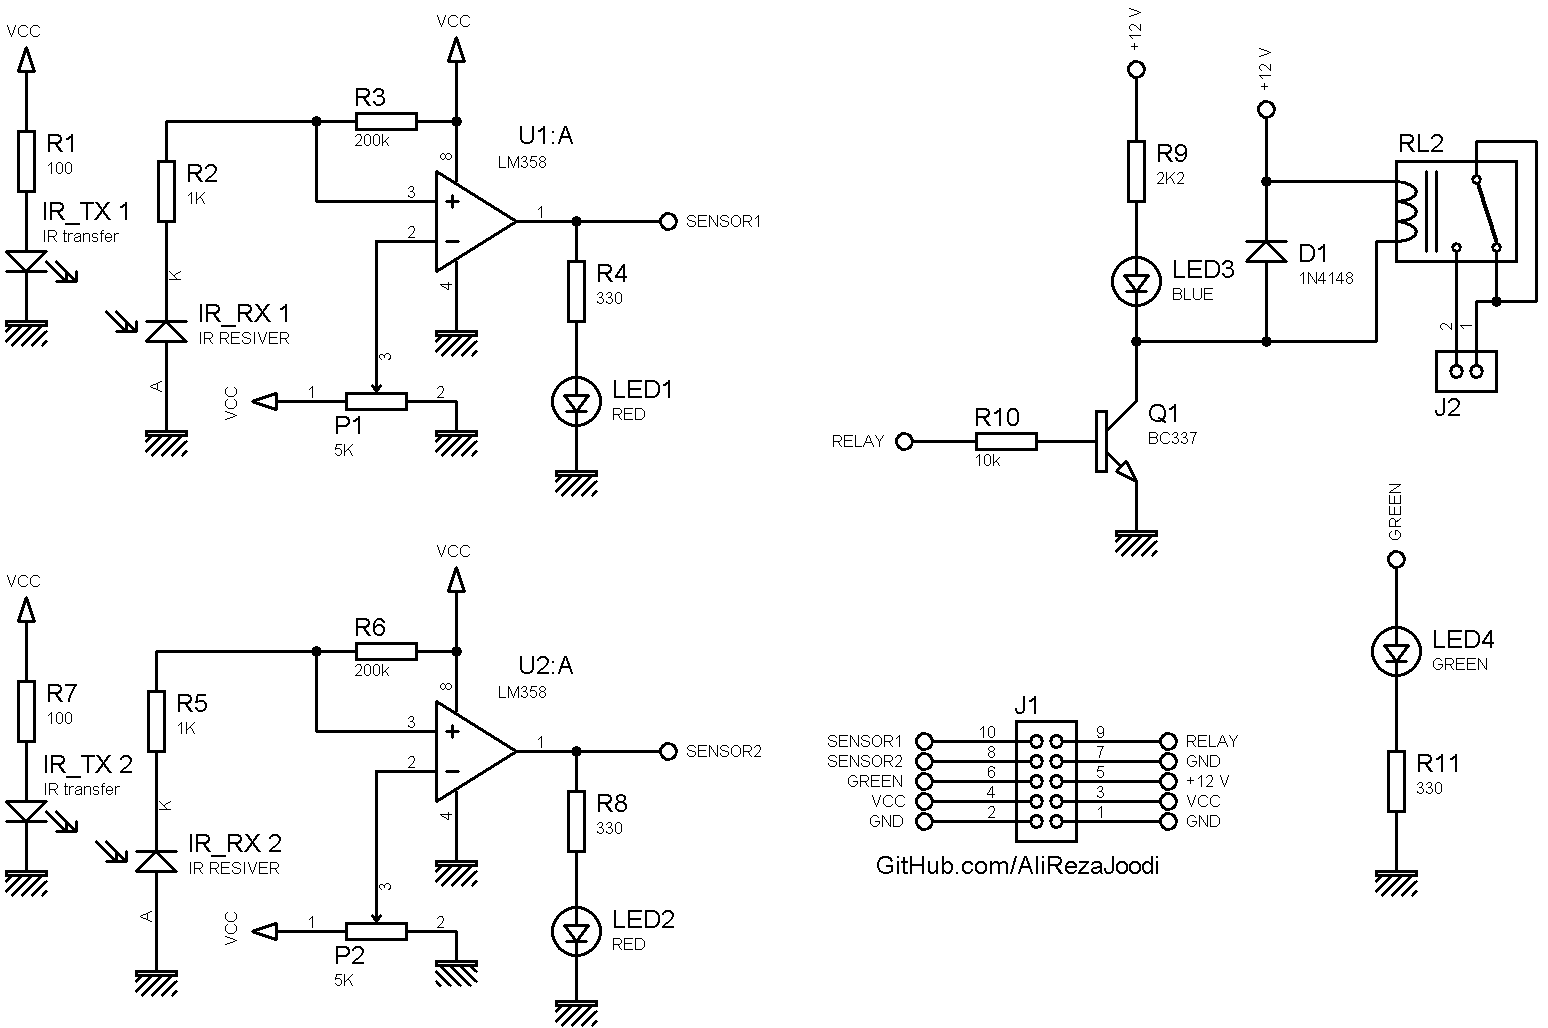 VCC
R1
100
IR_TX 1
IR transfer
R2
1K
K
IR_RX 1
IR RESIVER
A
VCC
R3
200k
U1:A
LM358
8
3
2
1
4
SENSOR1
R4
330
LED1
RED
3
VCC
1
2
P1
5K
VCC
R7
100
IR_TX 2
IR transfer
R5
1K
K
IR_RX 2
IR RESIVER
A
VCC
R6
200k
U2:A
LM358
8
3
2
1
4
SENSOR2
R8
330
LED2
RED
3
VCC
1
2
P2
5K
+12 V
R9
2K2
LED3
BLUE
+12 V
D1
1N4148
RL2
2
1
J2
RELAY
R10
10k
Q1
BC337
GREEN
LED4
GREEN
R11
330
J1
SENSOR1 10 9 RELAY
SENSOR2 8 7 GND
GREEN 6 5 +12 V
VCC 4 3 VCC
GND 2 1 GND
GitHub.com/AliRezaJoodi